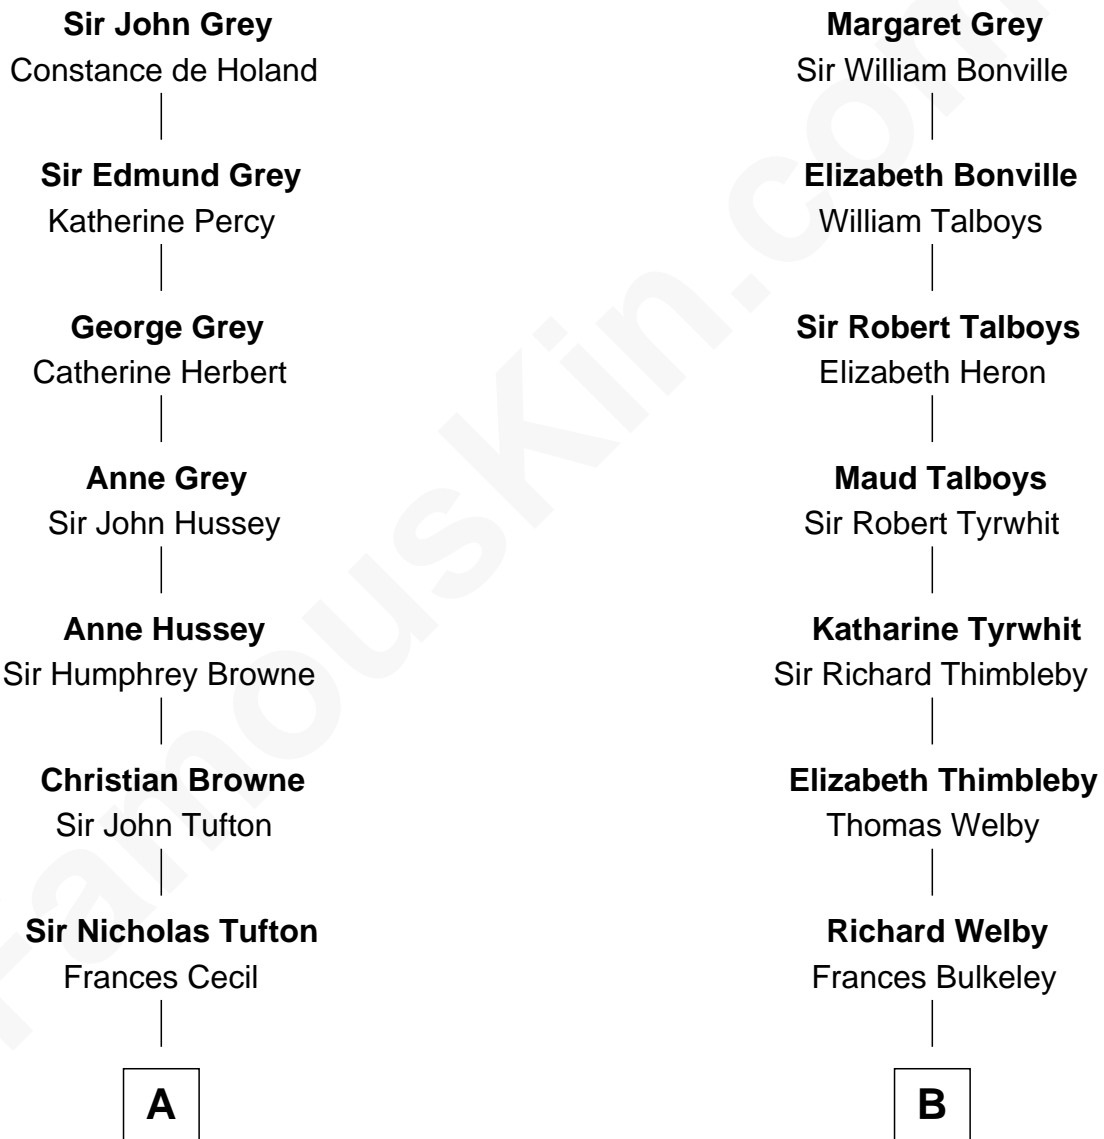 Sir John Grey
Constance de Holand
Sir Edmund Grey
Katherine Percy
George Grey
Catherine Herbert
Anne Grey
Sir John Hussey
Anne Hussey
Sir Humphrey Browne
Christian Browne
Sir John Tufton
Sir Nicholas Tufton
Frances Cecil
A
Margaret Grey
Sir William Bonville
Elizabeth Bonville
William Talboys
Sir Robert Talboys
Elizabeth Heron
Maud Talboys
Sir Robert Tyrwhit
Katharine Tyrwhit
Sir Richard Thimbleby
Elizabeth Thimbleby
Thomas Welby
Richard Welby
Frances Bulkeley
B
FamousKin.com